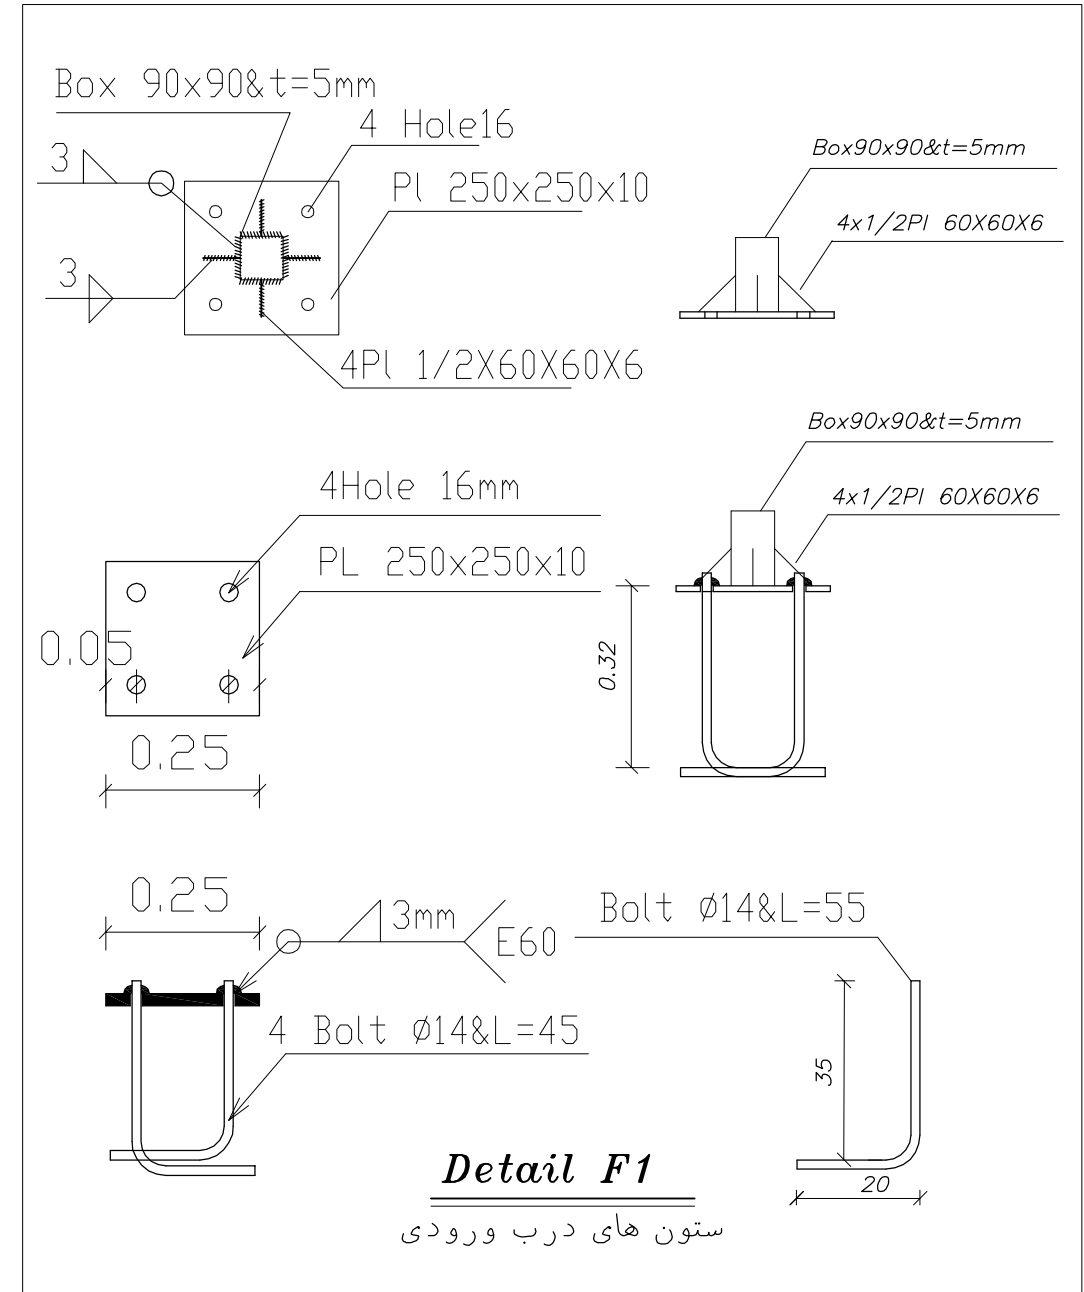 Box 90x90&t=5mm
4 Hole16
3
Pl 250x250x10
3
4Pl 1/2X60X60X6
Box90x90&t=5mm
4x1/2Pl 60X60X6
Box90x90&t=5mm
4x1/2Pl 60X60X6
0.32
4Hole 16mm
PL 250x250x10
0.05
0.25
0.25
3mm
E60
4 Bolt Ø14&L=45
Bolt Ø14&L=55
35
20
Detail F1
ستون های درب ورودی